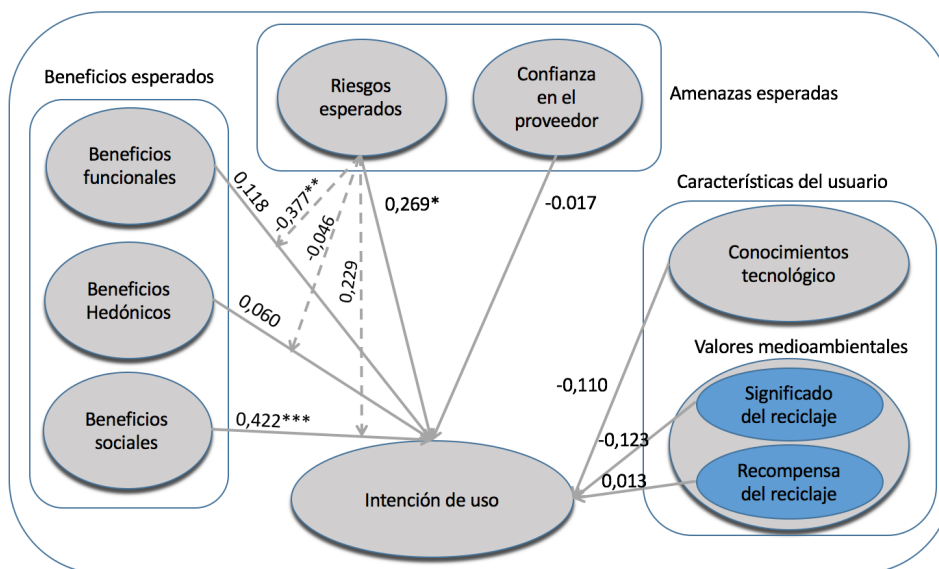 Beneficios esperados
Riesgos
esperados
Confianza
en el
proveedor
Amenazas esperadas
Beneficios
funcionales
0,118
-0,377**
-0,046
0,229
0,269*
-0.017
Características del usuario
Conocimientos
tecnológico
Beneficios
Hedónicos
0,060
Valores medioambientales
-0,110
Beneficios
sociales
0,422***
Significado
del reciclaje
-0,123
Recompensa
del reciclaje
0,013
Intención de uso